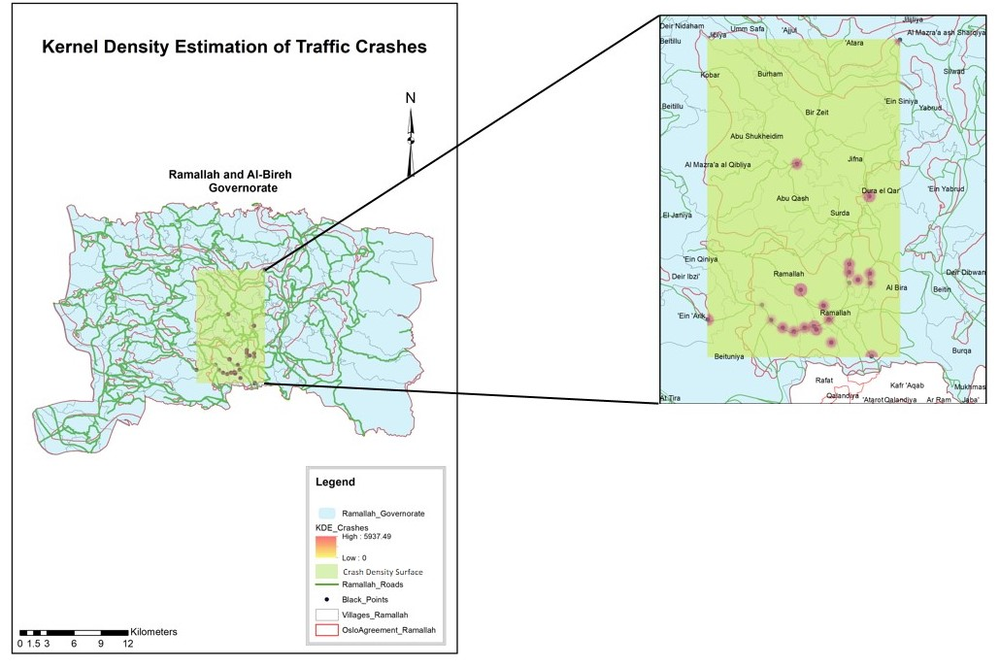 Kernel Density Estimation of Traffic Crashes
N
Ramallah and Al-Bireh
Governorate
Legend
Ramallah_Governorate
KDE_Crashes
High : 5937.49
Low : 0
Crash Density Surface
Ramallah_Roads
Black_Points
Villages_Ramallah
OsloAgreement_Ramallah
Kilometers
0 1.5 3 6 9 12
Jiljliya
Deir Nidaham
Umm Safa
'Ajjul
Jibiya
Al Mazra'a ash Sharqiya
Beitillu
'Atara
Kobar
Burham
Silwad
Beitillu
'Ein Siniya
Yabrud
Bir Zeit
Abu Shukheidim
Al Mazra'a al Qibliya
Jifna
Dura el Qar'
'Ein Yabrud
Abu Qash
El Janiya
Surda
'Ein Qiniya
Deir Ibzi'
Ramallah
Deir Dibwan
Al Bira
Beitin
'Ein 'Arik
Ramallah
Beituniya
Burqa
Rafat
Kafr 'Aqab
Mukhmas
At Tira
Qalandiya
'Atarot
Qalandiya
Ar Ram
Jaba'